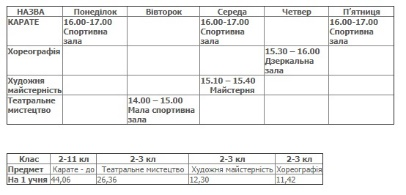 НАЗВА Понеділок Вівторок Середа Четвер П'ятниця
КАРАТЕ 16.00-17.00 16.00-17.00 16.00-17.00
Спортивна Спортивна Спортивна
зала зала зала
Хореографія 15.30 – 16.00
Дзеркальна
зала
Художня 15.10 – 15.40
майстерність Майстерня
Театральне 14.00 – 15.00
мистецтво Мала спортивна
зала
Клас 2-11 кл 2-3 кл 2-3 кл 2-3 кл
Предмет Карате - до Театральне мистецтво Художня майстерність Хореографія
На 1 учня 44,06 26,36 12,30 11,42